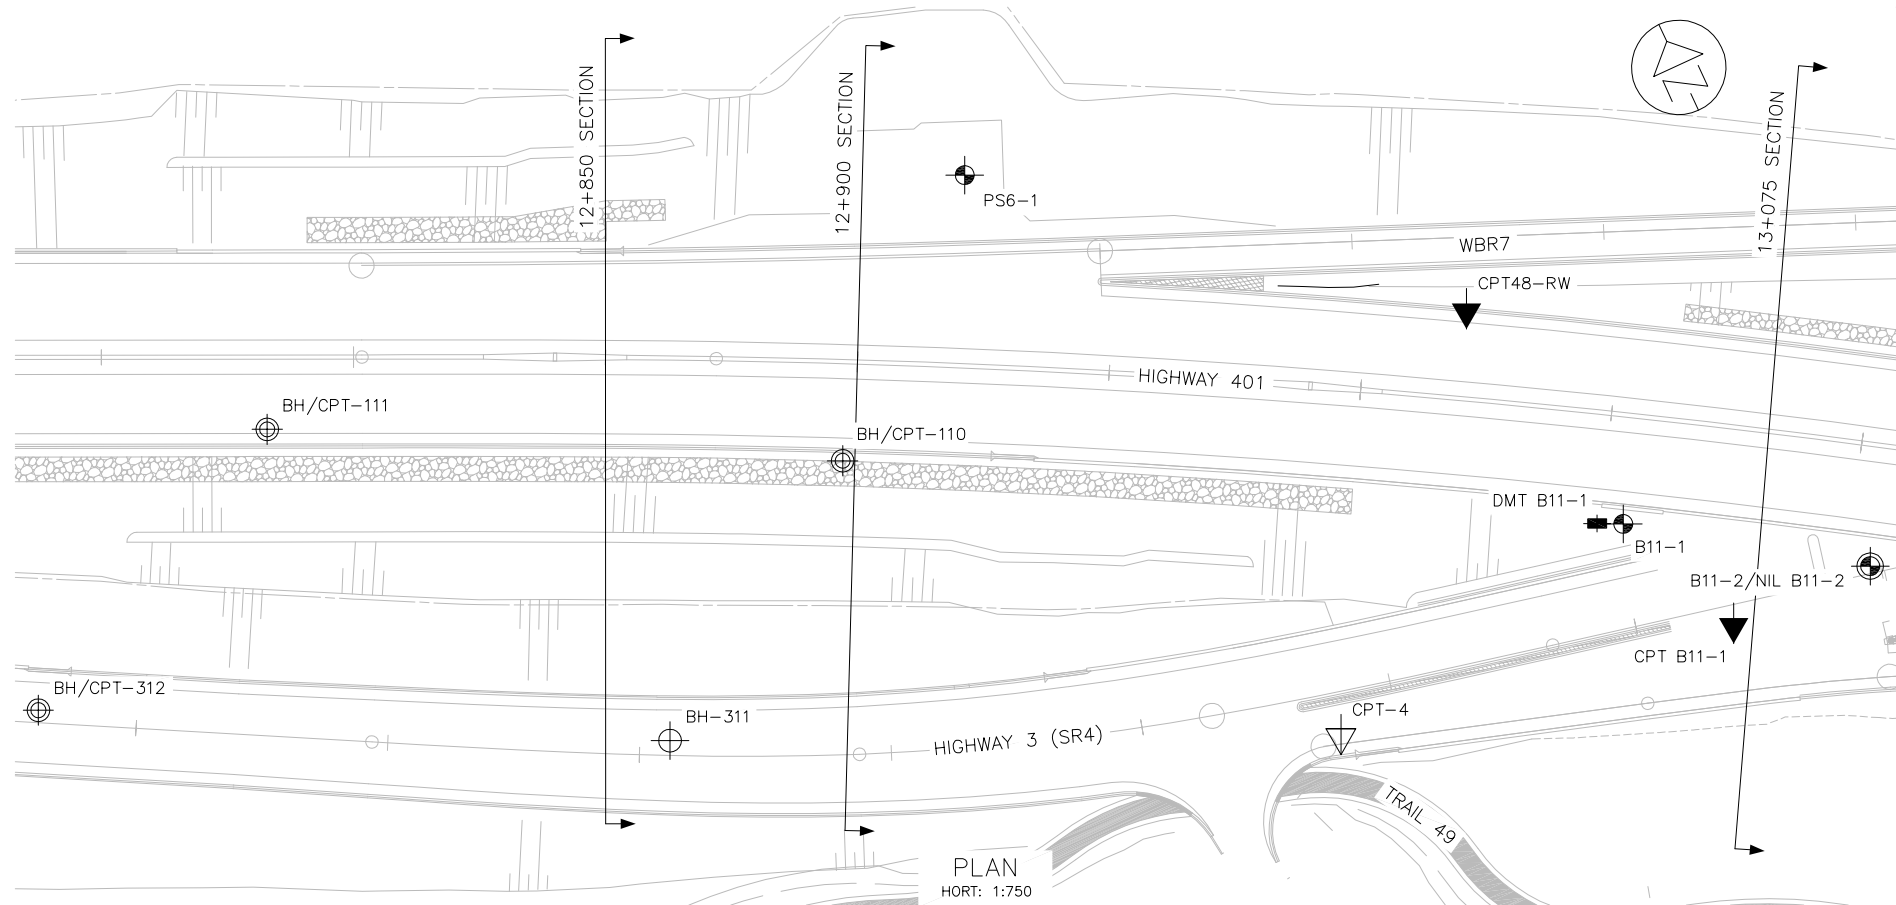 12+850 SECTION
12+900 SECTION
13+075 SECTION
PS6-1
WBR7
CPT48-RW
HIGHWAY 401
BH/CPT-111
BH/CPT-110
DMT B11-1
B11-1
B11-2/NIL B11-2
CPT B11-1
BH/CPT-312
BH-311
CPT-4
HIGHWAY 3 (SR4)
TRAIL 49
PLAN
HORT: 1:750